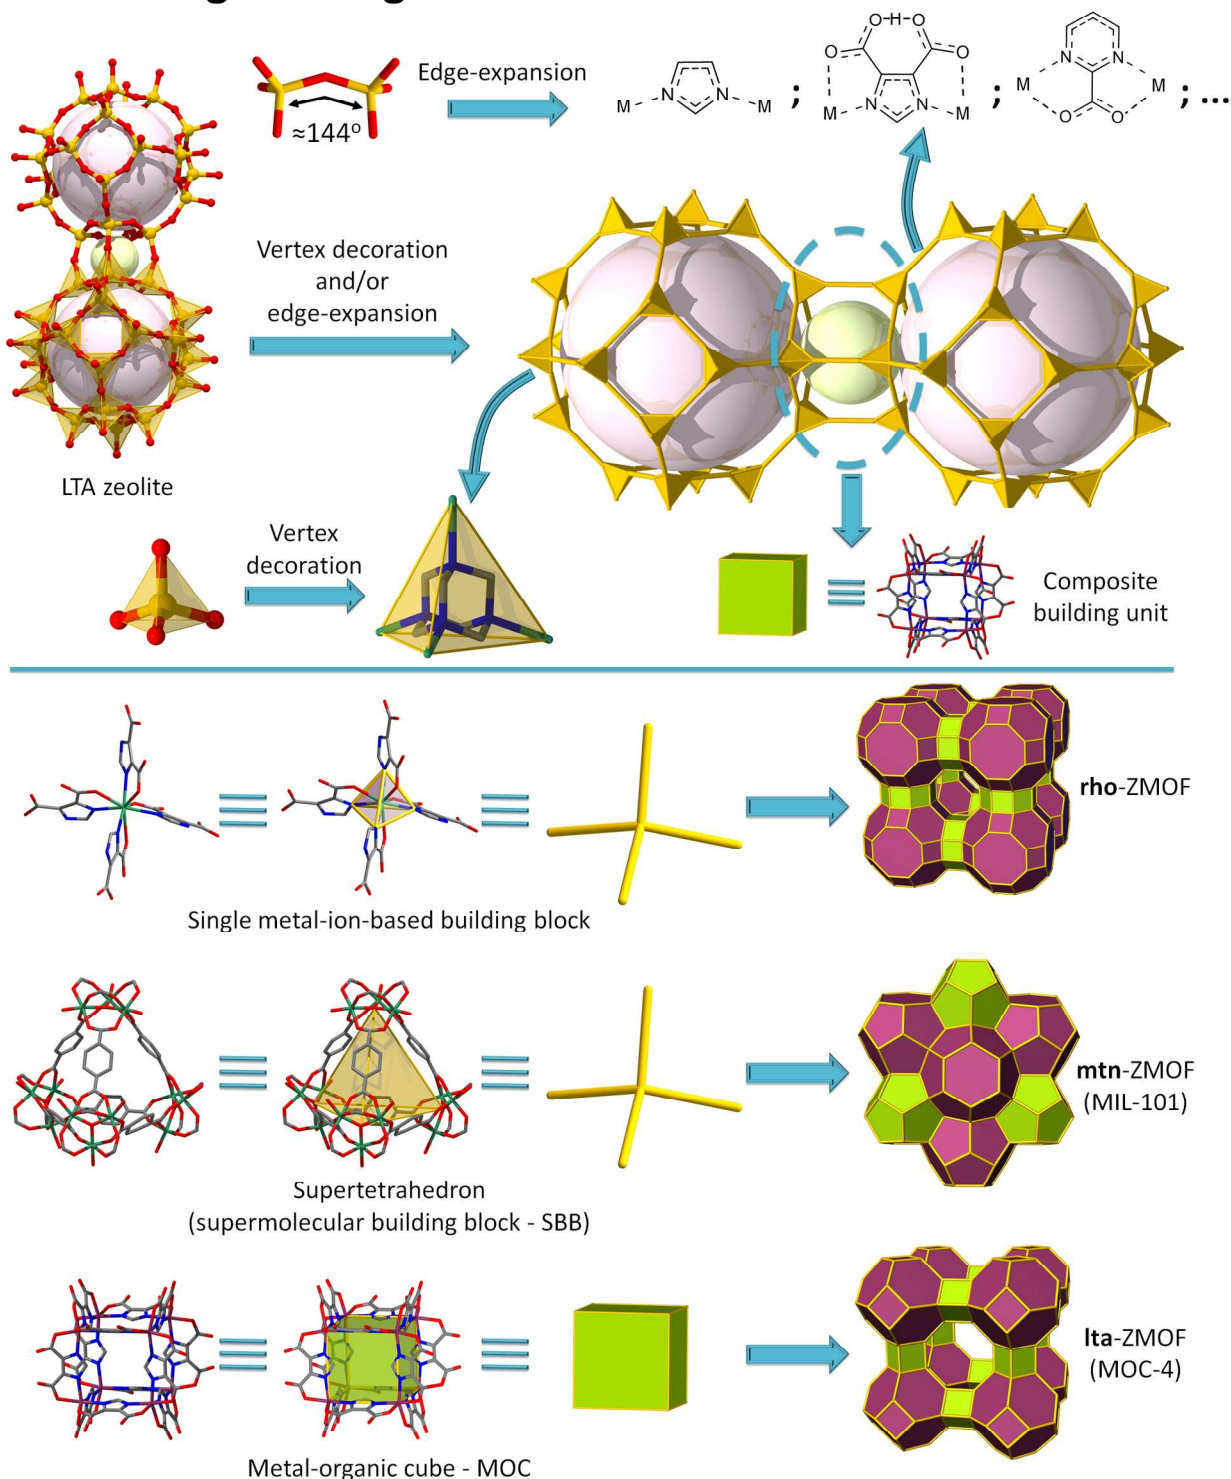 Edge-expansion
≈144°
O-H-O
O
O
N
N
M
M
;
M
N
N
M
;
N
N
M
M
O
O
; ...
Vertex decoration
and/or
edge-expansion
LTA zeolite
Vertex
decoration
Composite
building unit
rho-ZMOF
Single metal-ion-based building block
mtn-ZMOF
(MIL-101)
Supertetrahedron
(supermolecular building block - SBB)
lta-ZMOF
(MOC-4)
Metal-organic cube - MOC